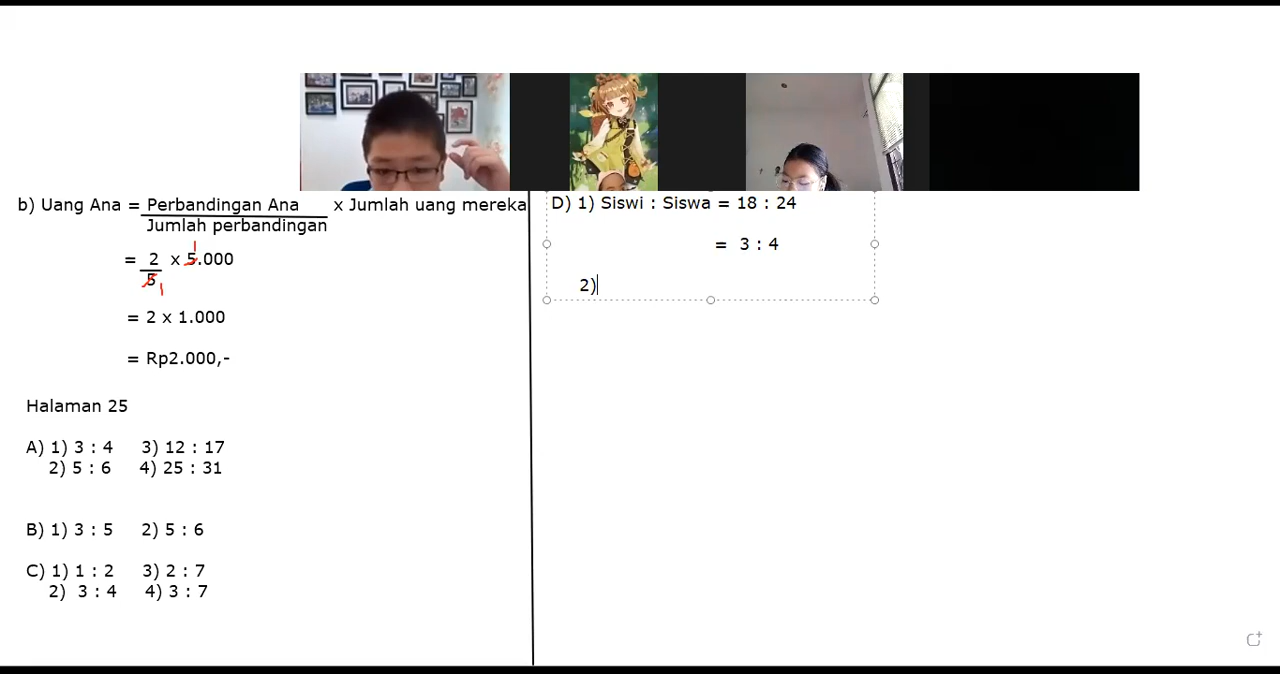 b) Uang Ana = Perbandingan Ana x Jumlah uang mereka
Jumlah perbandingan
= 2 x 5.000
5
1
1
= 2 x 1.000
= Rp2.000,-
Halaman 25
A) 1) 3 : 4 3) 12 : 17
2) 5 : 6 4) 25 : 31
B) 1) 3 : 5 2) 5 : 6
C) 1) 1 : 2 3) 2 : 7
2) 3 : 4 4) 3 : 7
D) 1) Siswi : Siswa = 18 : 24
= 3 : 4
2)